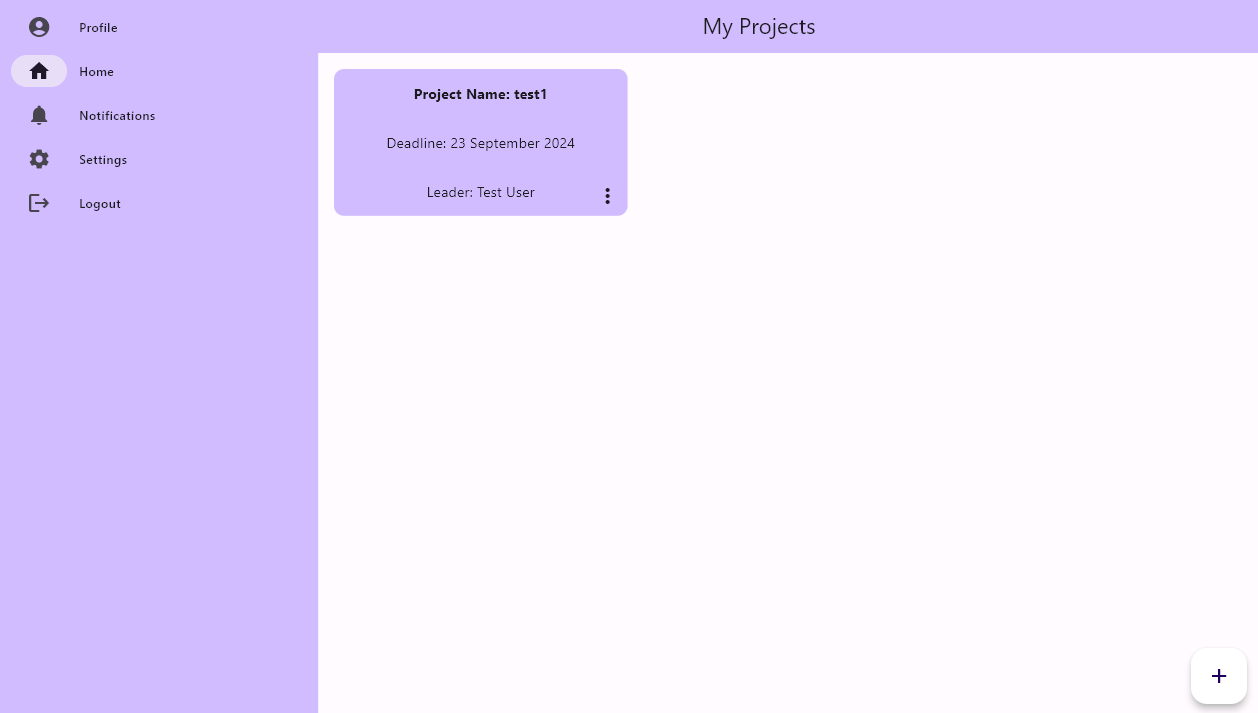 Profile
Home
Notifications
Settings
Logout
My Projects
Project Name: test1
Deadline: 23 September 2024
Leader: Test User